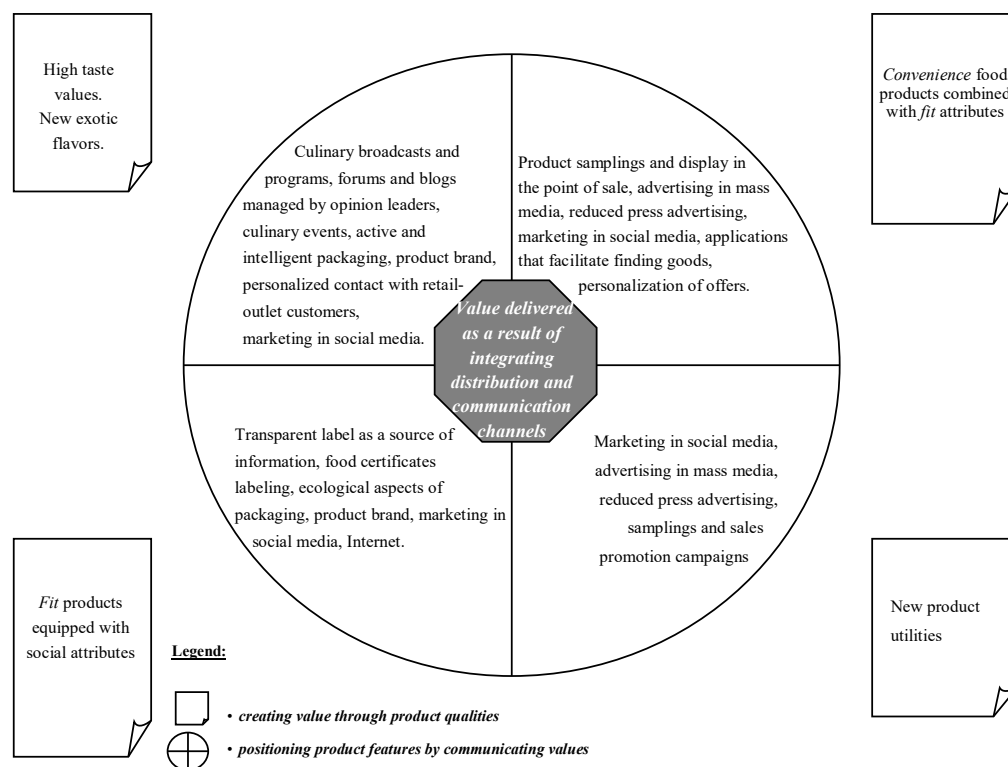 High taste
values.
New exotic
flavors.
Convenience food
products combined
with fit attributes
Culinary broadcasts and
programs, forums and blogs
managed by opinion leaders,
culinary events, active and
intelligent packaging, product brand,
personalized contact with retail-
outlet customers,
marketing in social media.
Product samplings and display in
the point of sale, advertising in mass
media, reduced press advertising,
marketing in social media, applications
that facilitate finding goods,
personalization of offers.
Value delivered
as a result of
integrating
distribution and
communication
channels
Transparent label as a source of
information, food certificates
labeling, ecological aspects of
packaging, product brand, marketing in
social media, Internet.
Marketing in social media,
advertising in mass media,
reduced press advertising,
samplings and sales
promotion campaigns
Fit products
equipped with
social attributes
New product
utilities
Legend:
• creating value through product qualities
• positioning product features by communicating values